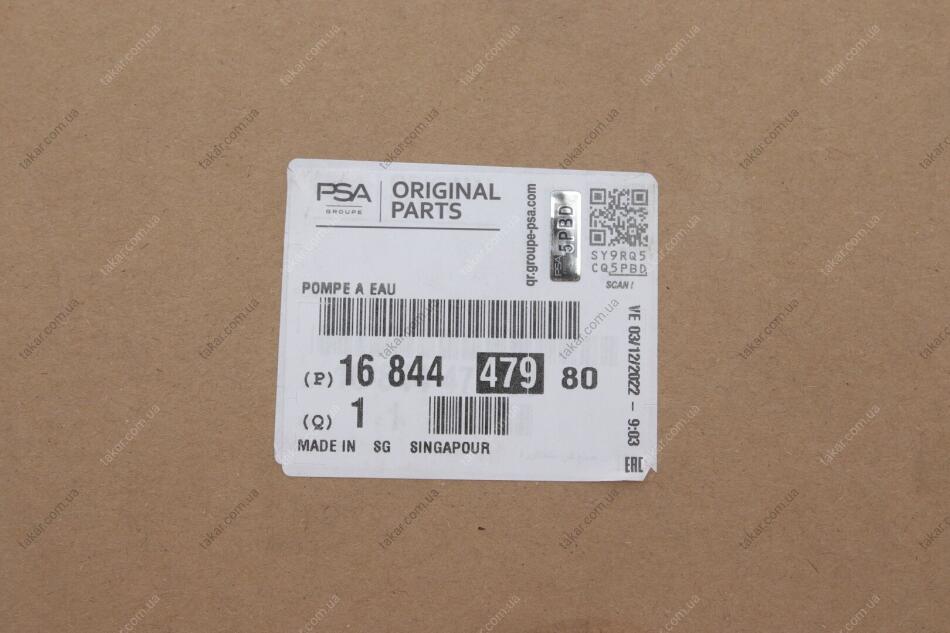 PSA
GROUPE
ORIGINAL
PARTS
qr.groupe-psa.com
PSA
5PBD
SY9RQ5
CQ5PBD
SCAN !
POMPE A EAU
(P) 16 844 479 80
(Q) 1
MADE IN SG SINGAPOUR
VE 03/12/2022 - 9:03
EAC
takar.com.ua